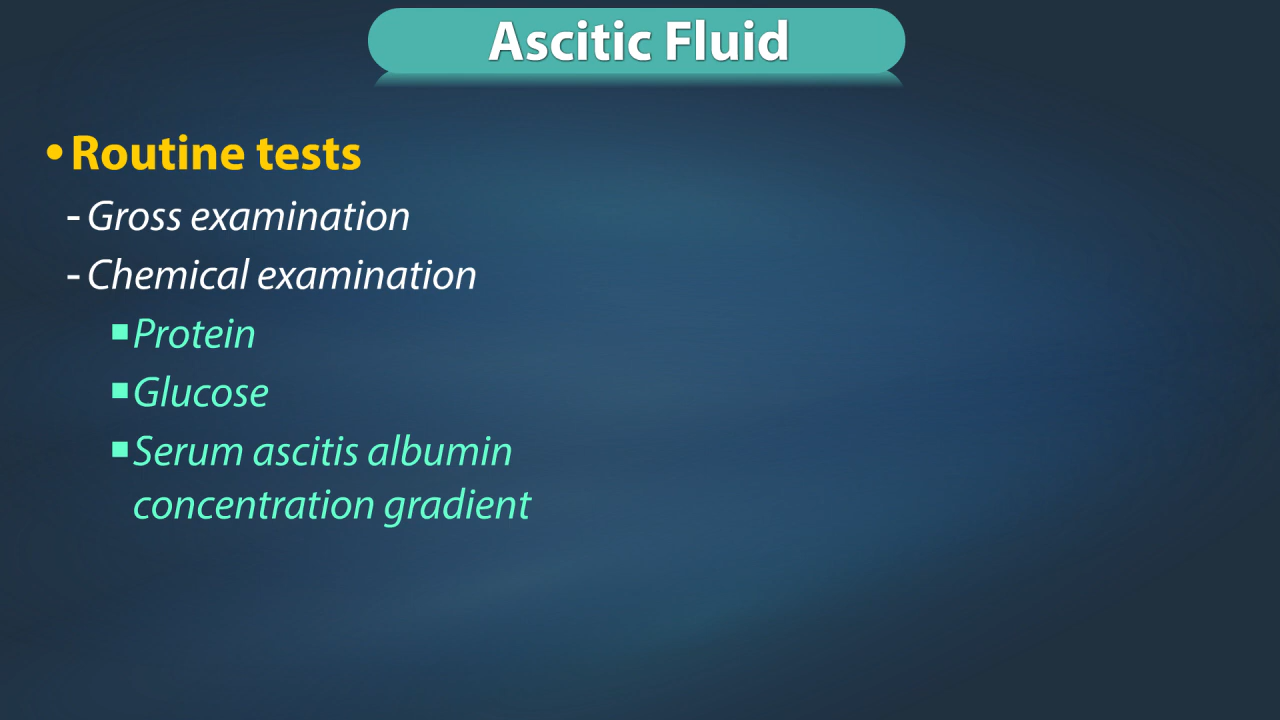 Ascitic Fluid
• Routine tests
- Gross examination
- Chemical examination
▪ Protein
▪ Glucose
▪ Serum ascitis albumin
concentration gradient